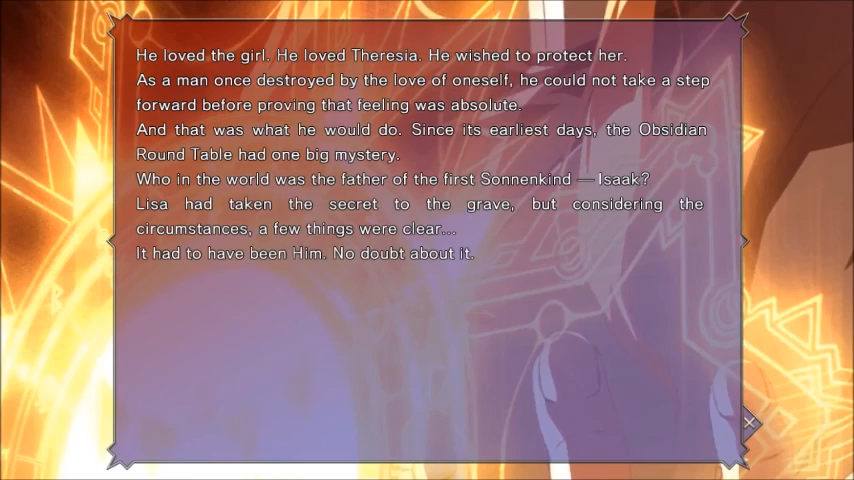 He loved the girl. He loved Theresia. He wished to protect her.
As a man once destroyed by the love of oneself, he could not take a step
forward before proving that feeling was absolute.
And that was what he would do. Since its earliest days, the Obsidian
Round Table had one big mystery.
Who in the world was the father of the first Sonnenkind — Isaak?
Lisa had taken the secret to the grave, but considering the
circumstances, a few things were clear...
It had to have been Him. No doubt about it.